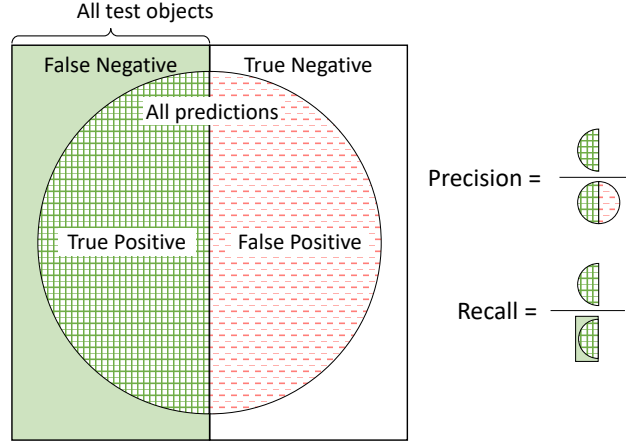 All test objects
False Negative
True Negative
All predictions
True Positive
False Positive
Precision =
Recall =